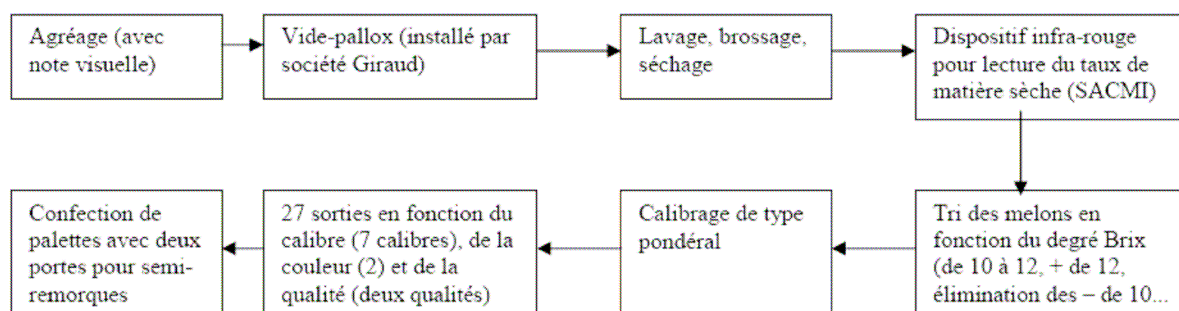 Agréage (avec
note visuelle)
Vide-pallox (installé par
société Giraud)
Lavage, brossage,
séchage
Dispositif infra-rouge
pour lecture du taux de
matière sèche (SACMI)
Tri des melons en
fonction du degré Brix
(de 10 à 12, + de 12,
élimination des – de 10...
Calibrage de type
pondéral
27 sorties en fonction du
calibre (7 calibres), de la
couleur (2) et de la
qualité (deux qualités)
Confection de
palettes avec deux
portes pour semi-
remorques